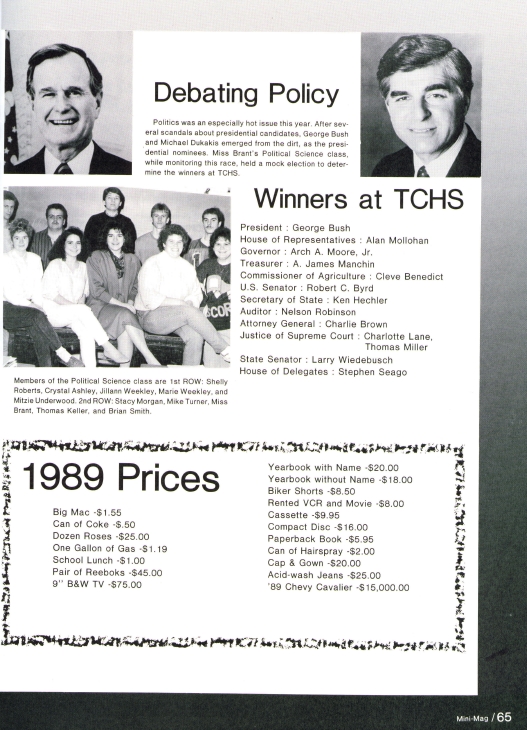 Debating Policy
Politics was an especially hot issue this year. After sev-
eral scandals about presidential candidates, George Bush
and Michael Dukakis emerged from the dirt, as the presi-
dential nominees. Miss Brant's Political Science class,
while monitoring this race, held a mock election to deter-
mine the winners at TCHS.
Winners at TCHS
President : George Bush
House of Representatives : Alan Mollohan
Governor : Arch A. Moore, Jr.
Treasurer : A. James Manchin
Commissioner of Agriculture : Cleve Benedict
U.S. Senator : Robert C. Byrd
Secretary of State : Ken Hechler
Auditor : Nelson Robinson
Attorney General : Charlie Brown
Justice of Supreme Court : Charlotte Lane,
Thomas Miller
State Senator : Larry Wiedebusch
House of Delegates : Stephen Seago
SCOR
Members of the Political Science class are 1st ROW: Shelly
Roberts, Crystal Ashley, Jillann Weekley, Marie Weekley, and
Mitzie Underwood. 2nd ROW: Stacy Morgan, Mike Turner, Miss
Brant, Thomas Keller, and Brian Smith.
1989 Prices
Big Mac -$1.55
Can of Coke -$.50
Dozen Roses -$25.00
One Gallon of Gas -$1.19
School Lunch -$1.00
Pair of Reeboks -$45.00
9'' B&W TV -$75.00
Yearbook with Name -$20.00
Yearbook without Name -$18.00
Biker Shorts -$8.50
Rented VCR and Movie -$8.00
Cassette -$9.95
Compact Disc -$16.00
Paperback Book -$5.95
Can of Hairspray -$2.00
Cap & Gown -$20.00
Acid-wash Jeans -$25.00
'89 Chevy Cavalier -$15,000.00
Mini-Mag / 65